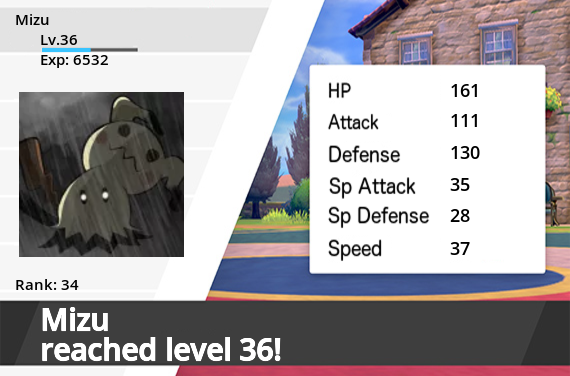 Mizu
Lv.36
Exp: 6532
HP 161
Attack 111
Defense 130
Sp Attack 35
Sp Defense 28
Speed 37
Rank: 34
Mizu
reached level 36!